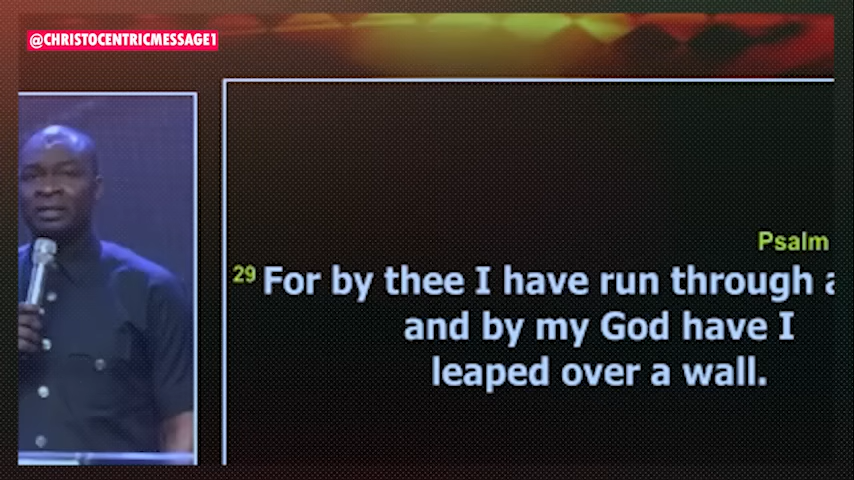 @CHRISTOCENTRICMESSAGE1
Psalm
29 For by thee I have run through a
and by my God have I
leaped over a wall.